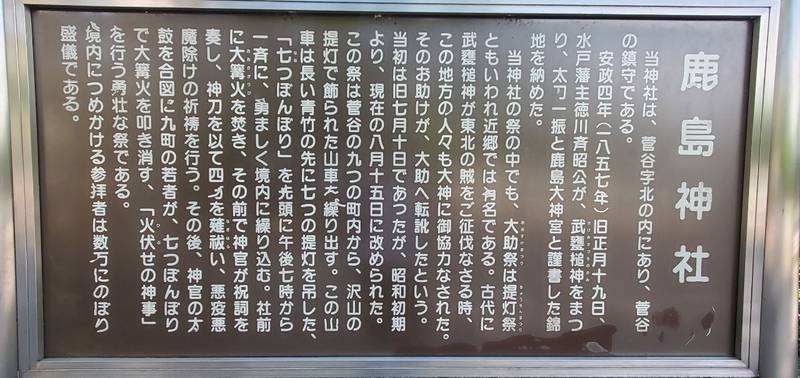 鹿島神社
当神社は、菅谷字北の内にあり、菅谷
の鎮守である。
安政四年(一八五七年)旧正月十九日、
水戸藩主徳川斉昭公が、武甕槌神をまつ
り、太刀一振と鹿島大神宮と謹書した錦
地を納めた。
当神社の祭の中でも、大助祭は提灯祭
ともいわれ近郷では有名である。古代に
武甕槌神が東北の賊をご征伐なさる時、
この地方の人々も大神に御協力なされた。
そのお助けが、大助へ転訛したという。
当初は旧七月十日であつたが、昭和初期
より、現在の八月十五日に改められた。
この祭は菅谷の九つの町内から、沢山の
提灯で飾られた山車を繰り出す。この山
車は長い青竹の先に七つの提灯を吊した、
「七つぼんぼり」を先頭に午後七時から
一斉に、勇ましく境内に繰り込む。社前
に大篝火を焚き、その前で神官が祝詞を
奏し、神刀を以て四方を薙祓い、悪疫悪
魔除けの祈祷を行う。その後、神官の太
鼓を合図に九町の若者が、七つぼんぼり
で大篝火を叩き消す、「火伏せの神事」
を行う勇壮な祭である。
境内につめかける参拝者は数万にのぼり
盛儀である。